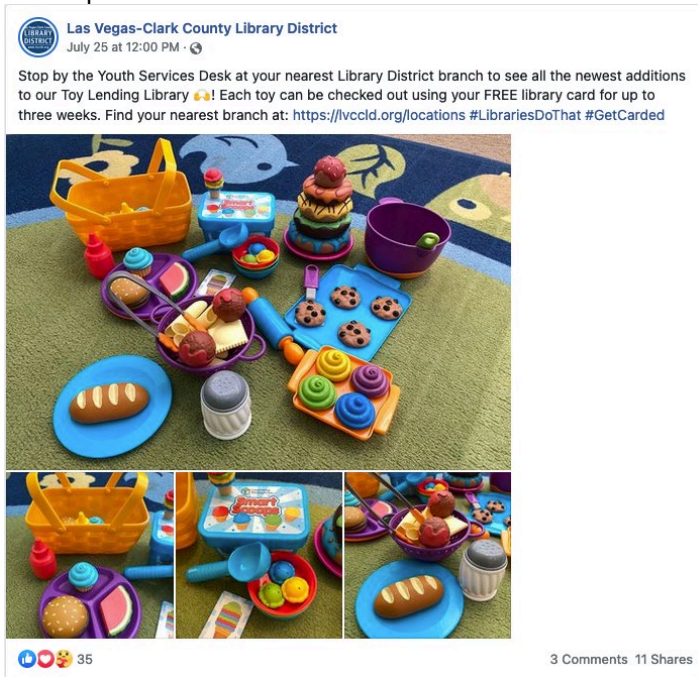 LIBRARY
DISTRICT
Las Vegas-Clark County Library District
July 25 at 12:00 PM ·
Stop by the Youth Services Desk at your nearest Library District branch to see all the newest additions
to our Toy Lending Library 🙌! Each toy can be checked out using your FREE library card for up to
three weeks. Find your nearest branch at: https://lvccld.org/locations #LibrariesDoThat #GetCarded
Smart
Scoops
Smart
Scoops
35
3 Comments 11 Shares